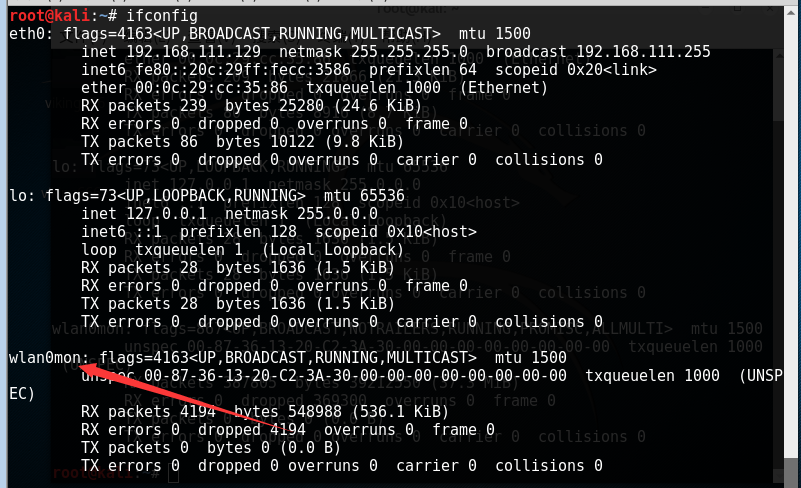 root@kali:~# ifconfig
eth0: flags=4163<UP,BROADCAST,RUNNING,MULTICAST>  mtu 1500
        inet 192.168.111.129  netmask 255.255.255.0  broadcast 192.168.111.255
        inet6 fe80::20c:29ff:fecc:3586  prefixlen 64  scopeid 0x20<link>
        ether 00:0c:29:cc:35:86  txqueuelen 1000  (Ethernet)
        RX packets 239  bytes 25280 (24.6 KiB)
        RX errors 0  dropped 0  overruns 0  frame 0
        TX packets 86  bytes 10122 (9.8 KiB)
        TX errors 0  dropped 0 overruns 0  carrier 0  collisions 0
lo: flags=73<UP,LOOPBACK,RUNNING>  mtu 65536
        inet 127.0.0.1  netmask 255.0.0.0
        inet6 ::1  prefixlen 128  scopeid 0x10<host>
        loop  txqueuelen 1  (Local Loopback)
        RX packets 28  bytes 1636 (1.5 KiB)
        RX errors 0  dropped 0  overruns 0  frame 0
        TX packets 28  bytes 1636 (1.5 KiB)
        TX errors 0  dropped 0 overruns 0  carrier 0  collisions 0
wlan0mon: flags=4163<UP,BROADCAST,RUNNING,MULTICAST>  mtu 1500
        unspec 00-87-36-13-20-C2-3A-30-00-00-00-00-00-00-00-00  txqueuelen 1000  (UNSP
EC)
        RX packets 4194  bytes 548988 (536.1 KiB)
        RX errors 0  dropped 4194  overruns 0  frame 0
        TX packets 0  bytes 0 (0.0 B)
        TX errors 0  dropped 0 overruns 0  carrier 0  collisions 0
root@kali:~#